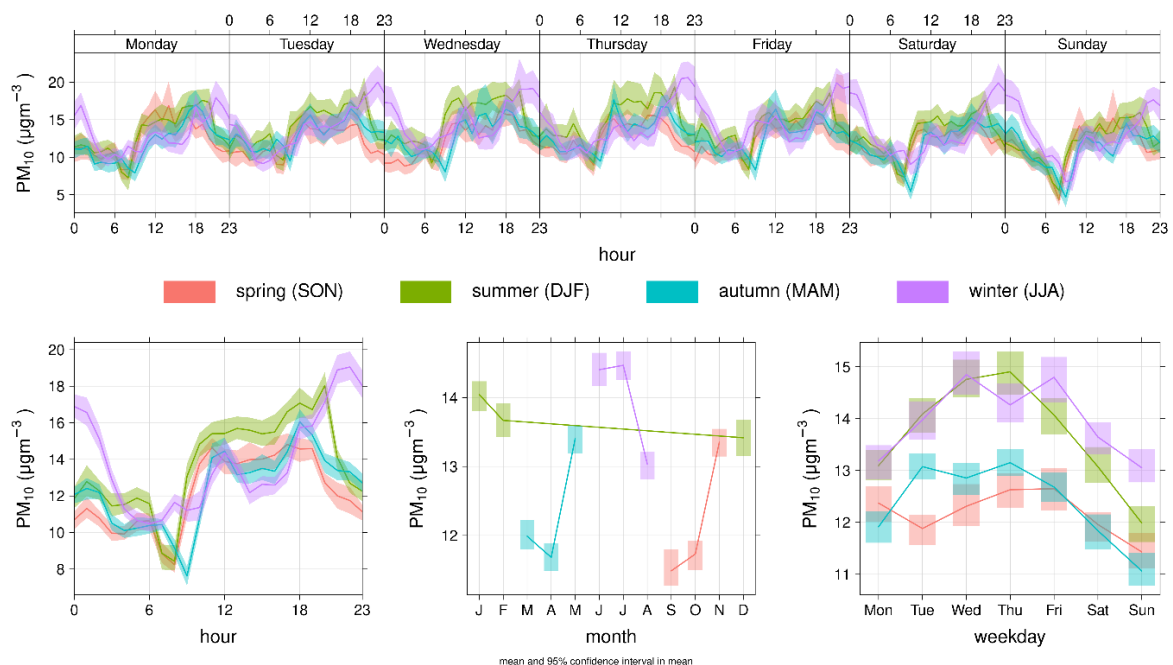 0 6 12 18 23 0 6 12 18 23 0 6 12 18 23
Monday Tuesday Wednesday Thursday Friday Saturday Sunday
20
15
10
5
PM10 (µgm−3)
0 6 12 18 23 0 6 12 18 23 0 6 12 18 23 0 6 12 18 23
hour
spring (SON) summer (DJF) autumn (MAM) winter (JJA)
20
18
16
14
12
10
8
PM10 (µgm−3)
0 6 12 18 23
hour
14
13
12
PM10 (µgm−3)
J F M A M J J A S O N D
month
15
14
13
12
11
PM10 (µgm−3)
Mon Tue Wed Thu Fri Sat Sun
weekday
mean and 95% confidence interval in mean